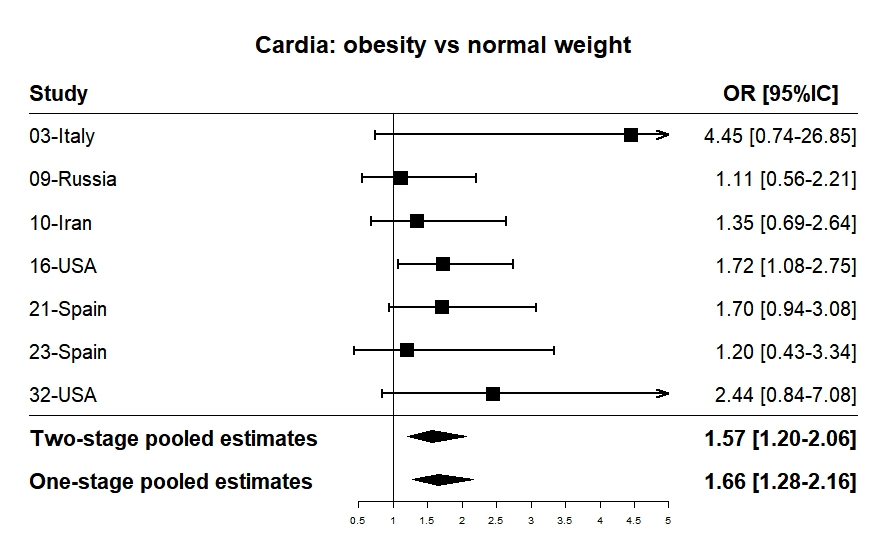 Cardia: obesity vs normal weight
Study OR [95%IC]
03-Italy 4.45 [0.74-26.85]
09-Russia 1.11 [0.56-2.21]
10-Iran 1.35 [0.69-2.64]
16-USA 1.72 [1.08-2.75]
21-Spain 1.70 [0.94-3.08]
23-Spain 1.20 [0.43-3.34]
32-USA 2.44 [0.84-7.08]
Two-stage pooled estimates 1.57 [1.20-2.06]
One-stage pooled estimates 1.66 [1.28-2.16]
0.5 1 1.5 2 2.5 3 3.5 4 4.5 5